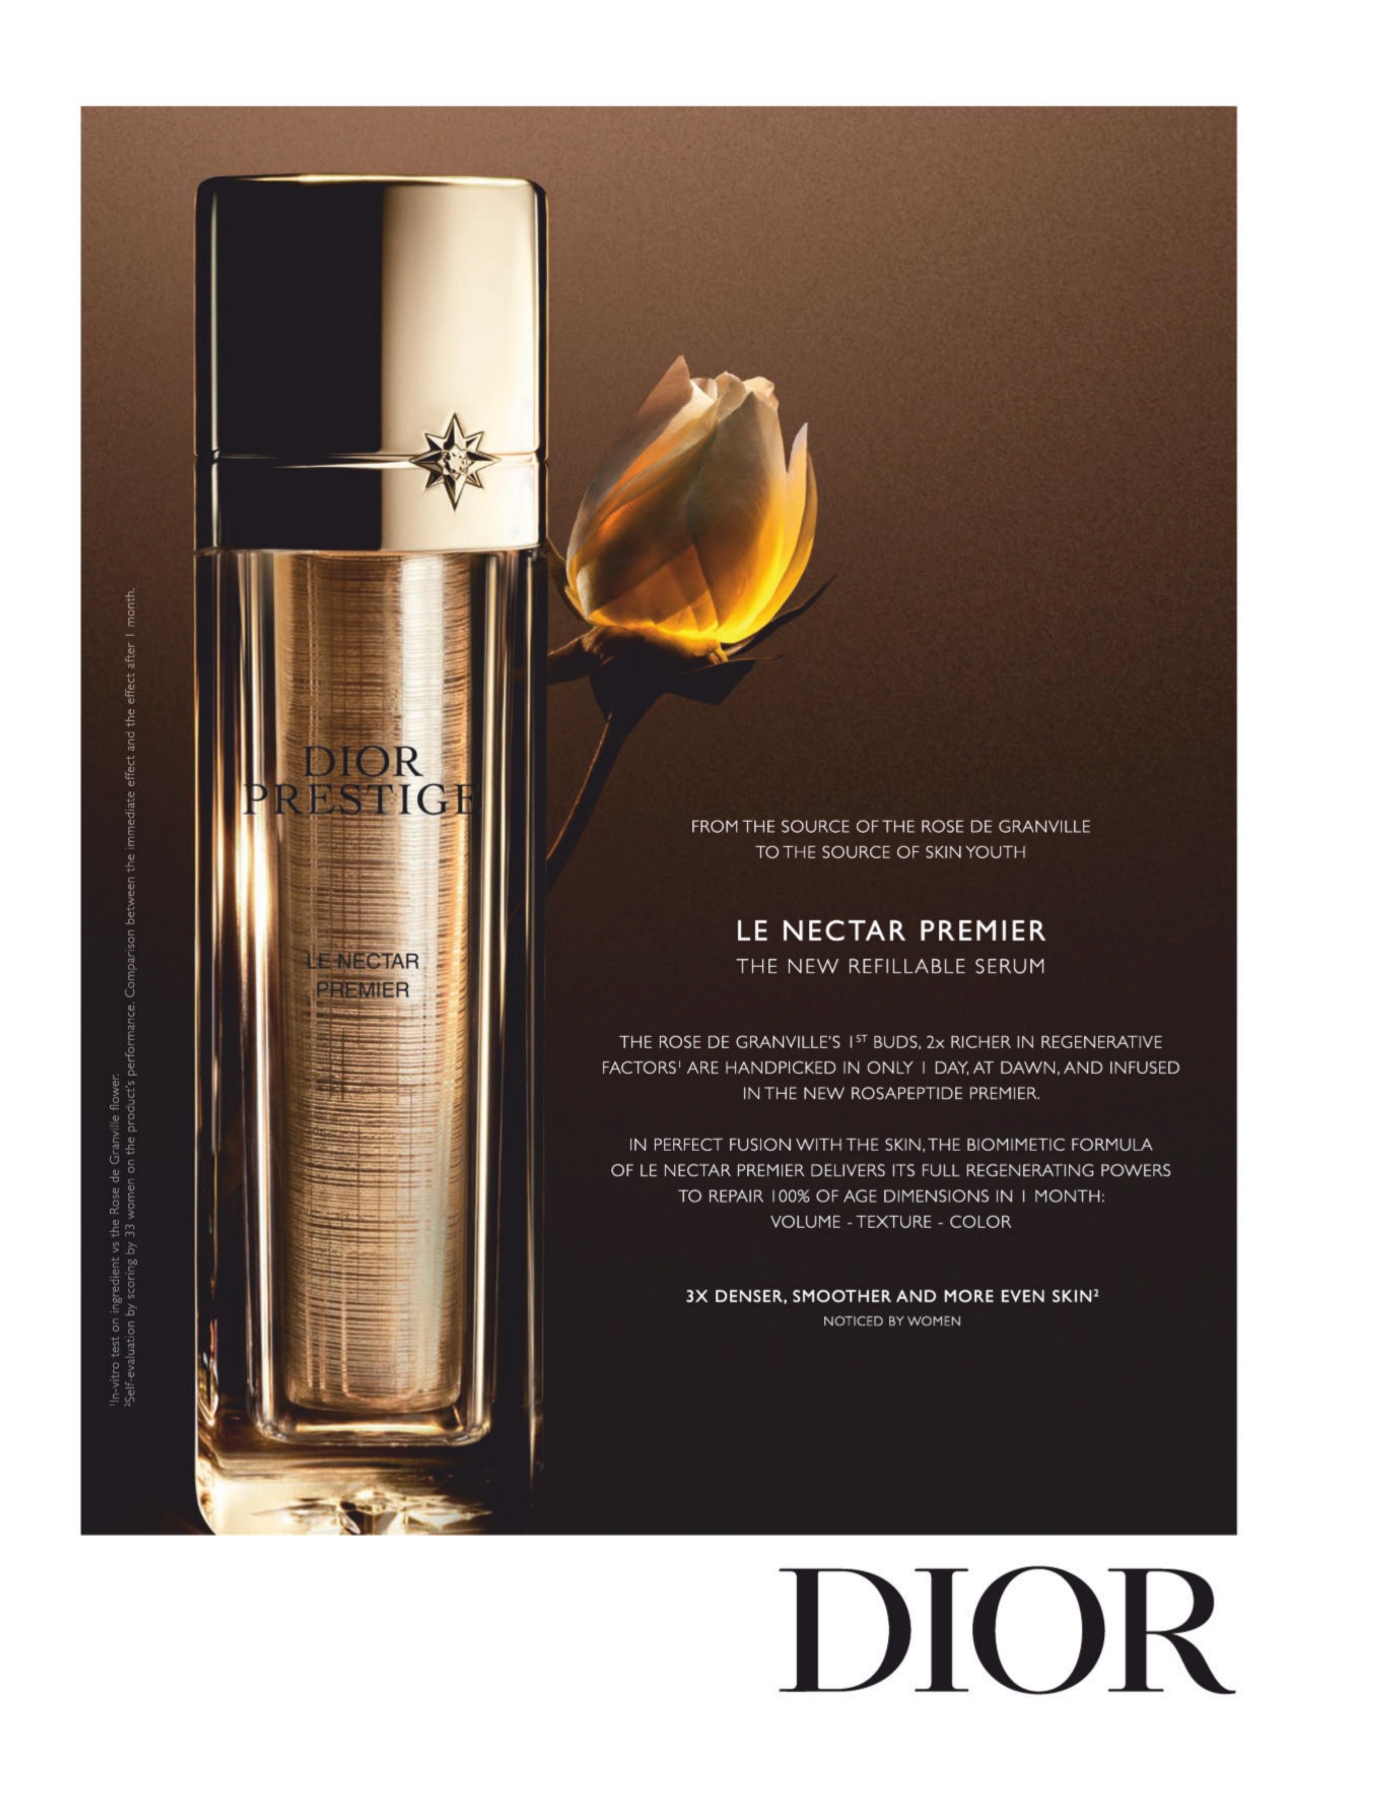 DIOR
PRESTIGE
LE NECTAR
PREMIER
FROM THE SOURCE OF THE ROSE DE GRANVILLE
TO THE SOURCE OF SKIN YOUTH
LE NECTAR PREMIER
THE NEW REFILLABLE SERUM
THE ROSE DE GRANVILLE'S 1ST BUDS, 2x RICHER IN REGENERATIVE
FACTORS¹ ARE HANDPICKED IN ONLY 1 DAY, AT DAWN, AND INFUSED
IN THE NEW ROSAPEPTIDE PREMIER.
IN PERFECT FUSION WITH THE SKIN, THE BIOMIMETIC FORMULA
OF LE NECTAR PREMIER DELIVERS ITS FULL REGENERATING POWERS
TO REPAIR 100% OF AGE DIMENSIONS IN 1 MONTH:
VOLUME - TEXTURE - COLOR
3X DENSER, SMOOTHER AND MORE EVEN SKIN²
NOTICED BY WOMEN
¹In-vitro test on ingredient vs the Rose de Granville flower.
²Self-evaluation by scoring by 33 women on the product's performance. Comparison between the immediate effect and the effect after 1 month.
DIOR